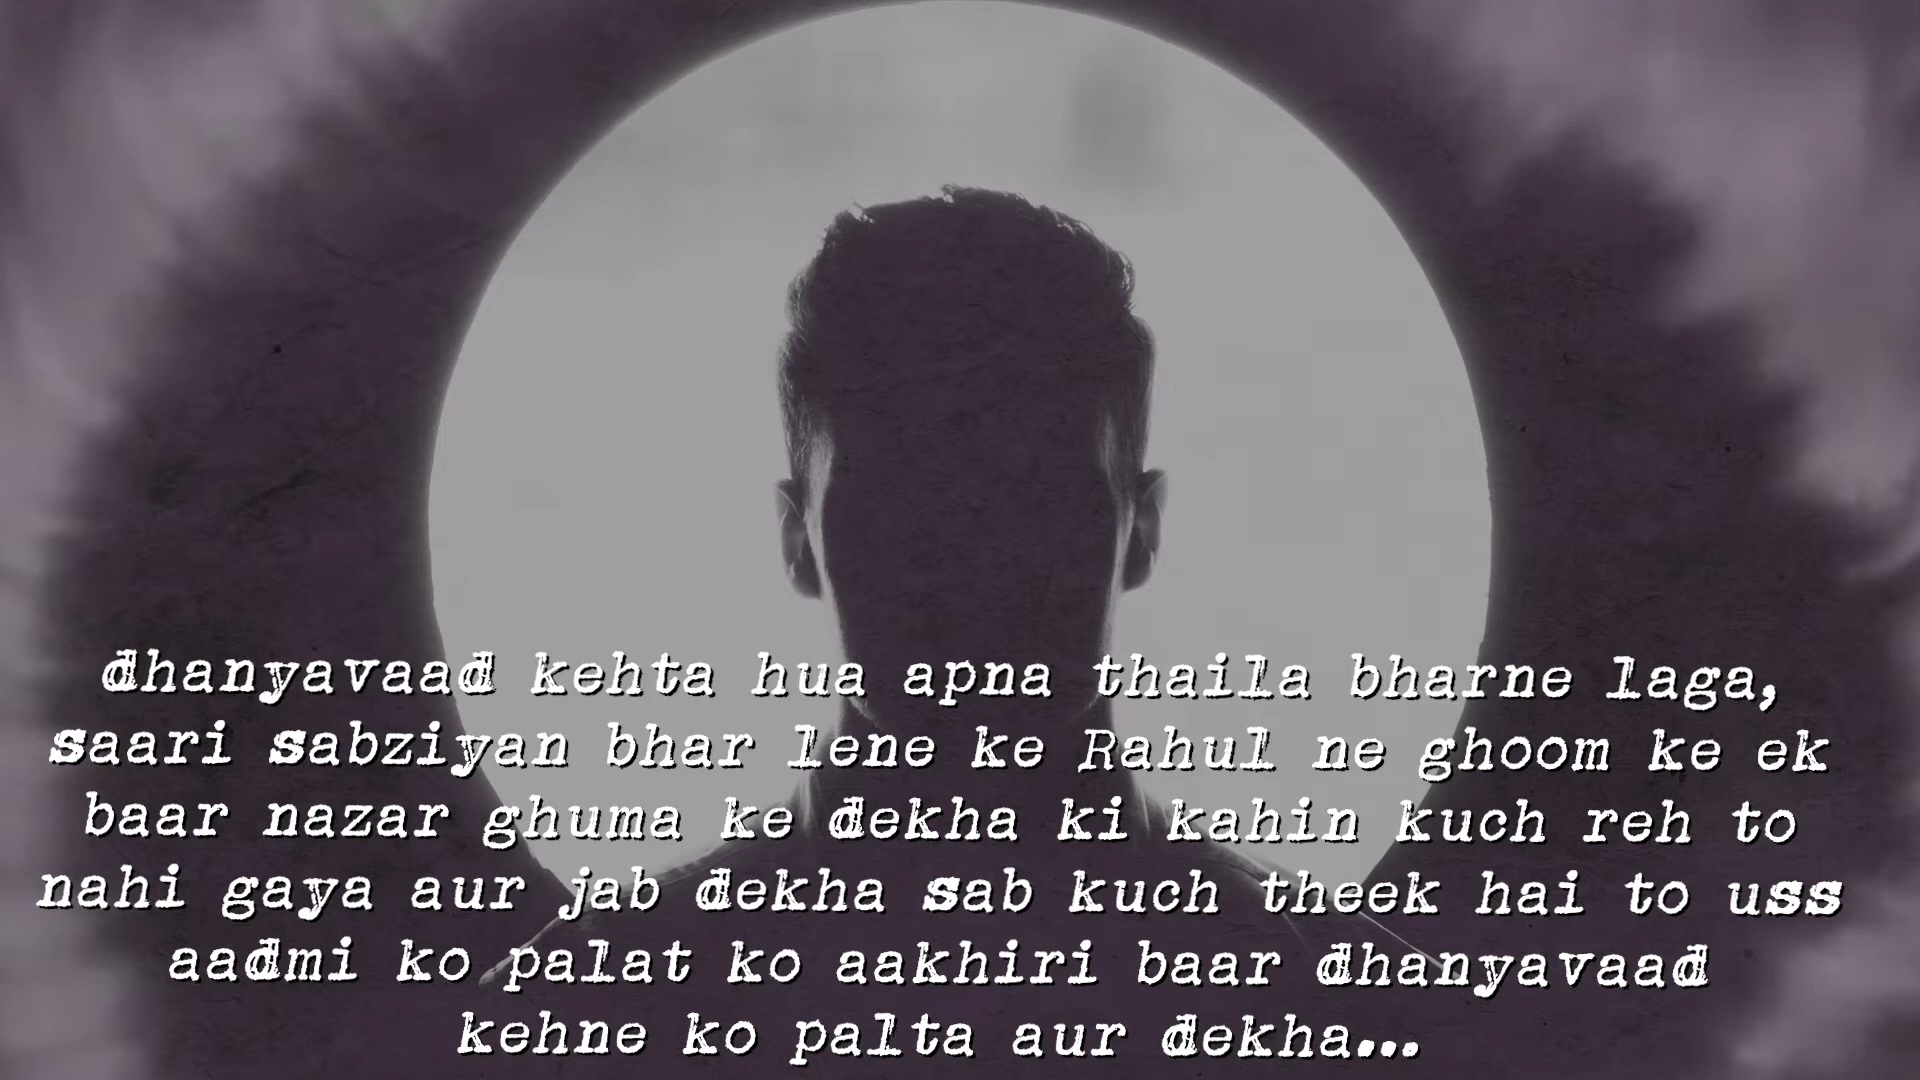 dhanyavaad kehta hua apna thaila bharne laga,
saari sabziyan bhar lene ke Rahul ne ghoom ke ek
baar nazar ghuma ke dekha ki kahin kuch reh to
nahi gaya aur jab dekha sab kuch theek hai to uss
aadmi ko palat ko aakhiri baar dhanyavaad
kehne ko palta aur dekha...